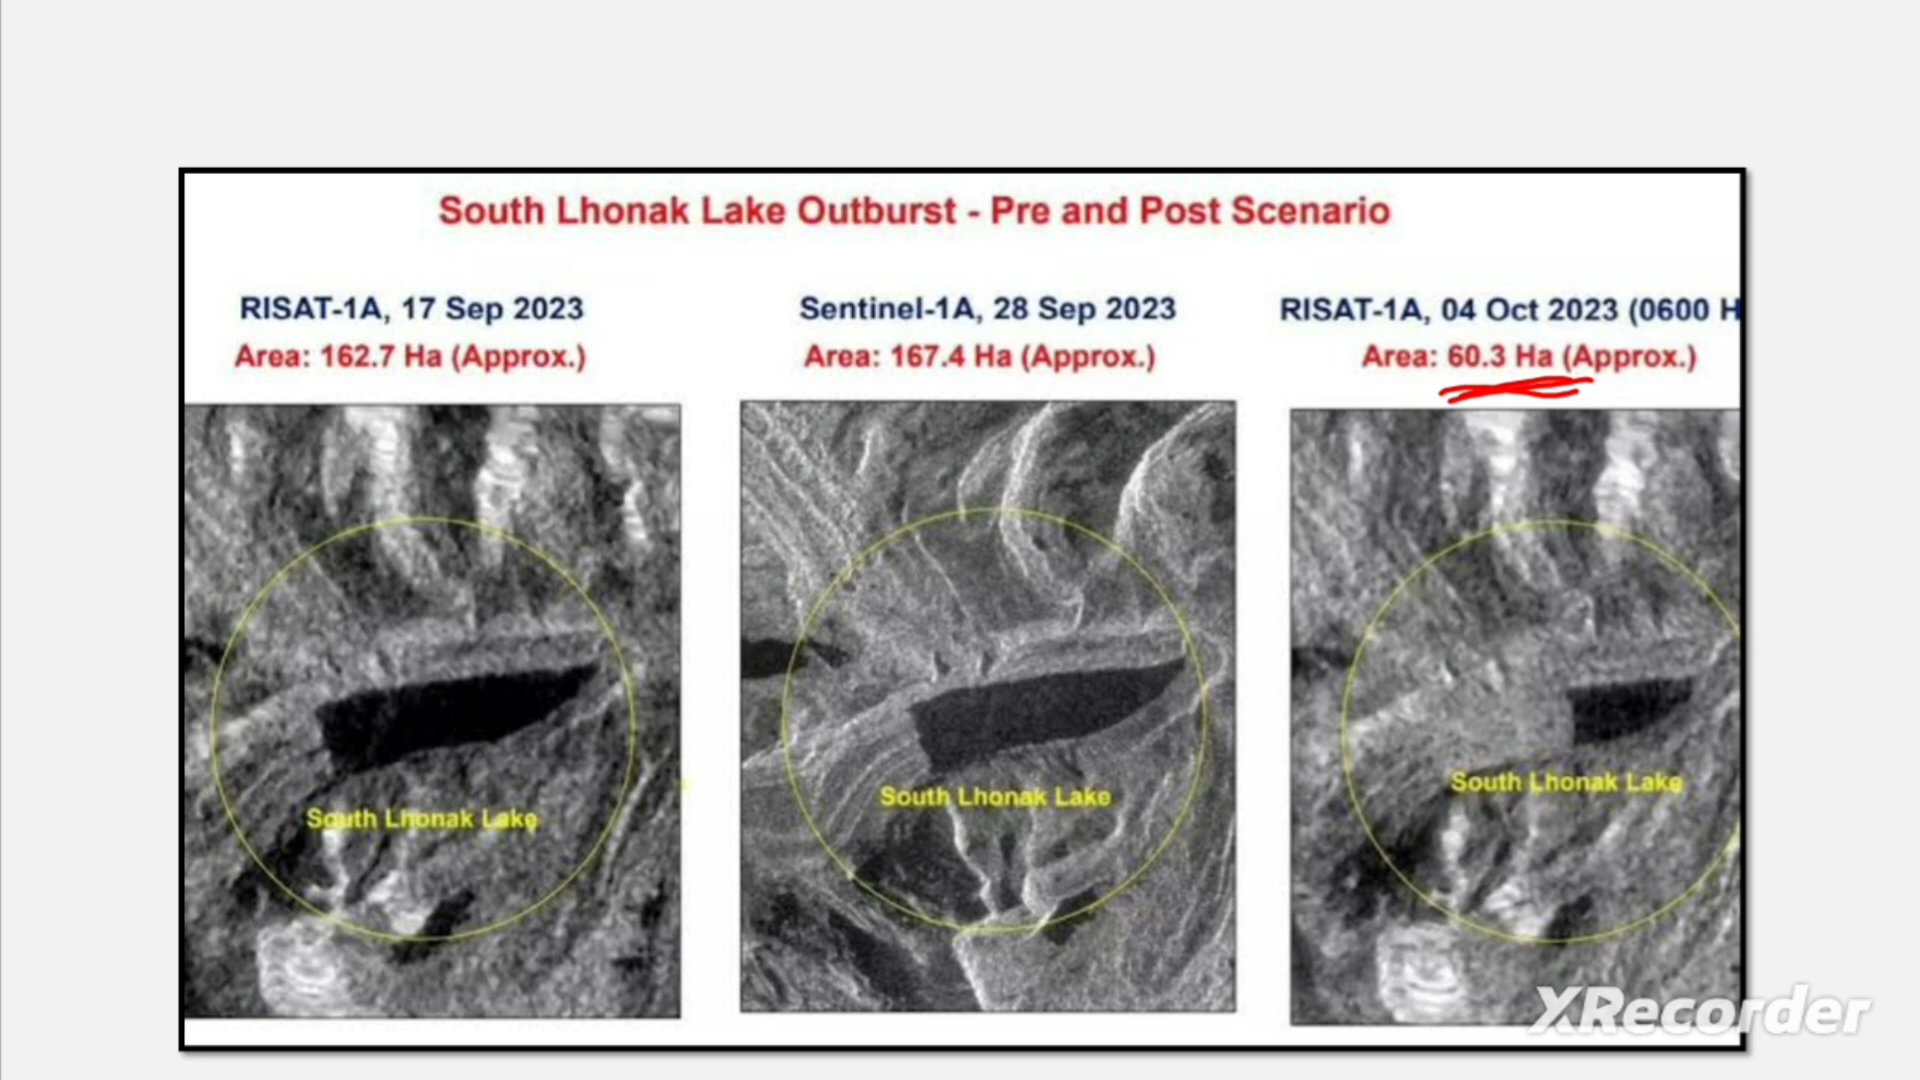 South Lhonak Lake Outburst - Pre and Post Scenario
RISAT-1A, 17 Sep 2023
Area: 162.7 Ha (Approx.)
Sentinel-1A, 28 Sep 2023
Area: 167.4 Ha (Approx.)
RISAT-1A, 04 Oct 2023 (0600 H
Area: 60.3 Ha (Approx.)
South Lhonak Lake
South Lhonak Lake
South Lhonak Lake
XRecorder